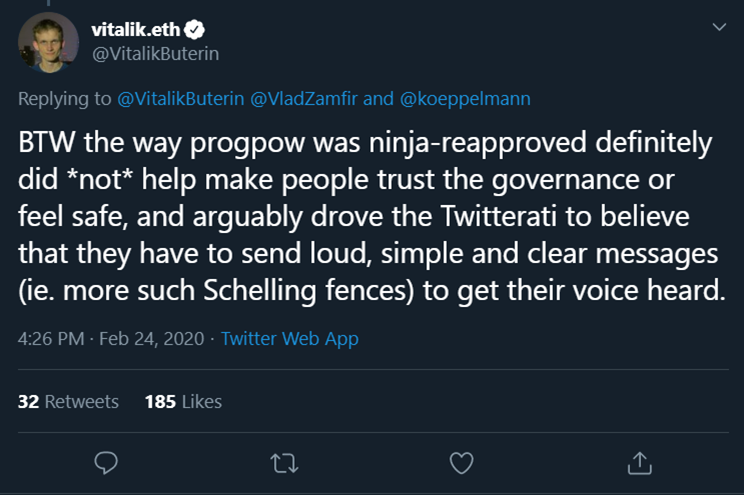 vitalik.eth
@VitalikButerin
Replying to @VitalikButerin @VladZamfir and @koeppelmann
BTW the way progpow was ninja-reapproved definitely
did *not* help make people trust the governance or
feel safe, and arguably drove the Twitterati to believe
that they have to send loud, simple and clear messages
(ie. more such Schelling fences) to get their voice heard.
4:26 PM · Feb 24, 2020 · Twitter Web App
32 Retweets 185 Likes